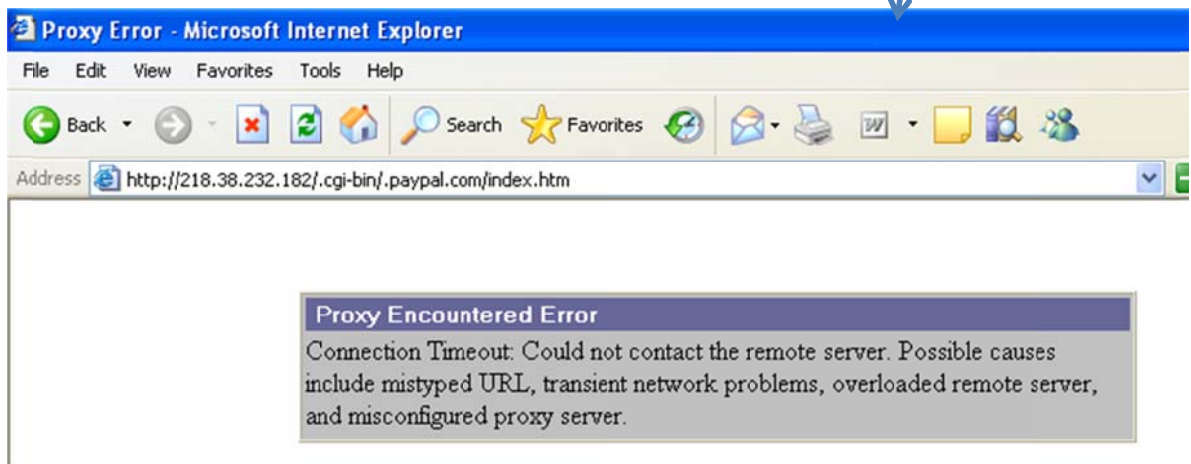 Proxy Error - Microsoft Internet Explorer
File Edit View Favorites Tools Help
Back Search Favorites W
Address http://218.38.232.182/.cgi-bin/.paypal.com/index.htm
Proxy Encountered Error
Connection Timeout: Could not contact the remote server. Possible causes
include mistyped URL, transient network problems, overloaded remote server,
and misconfigured proxy server.